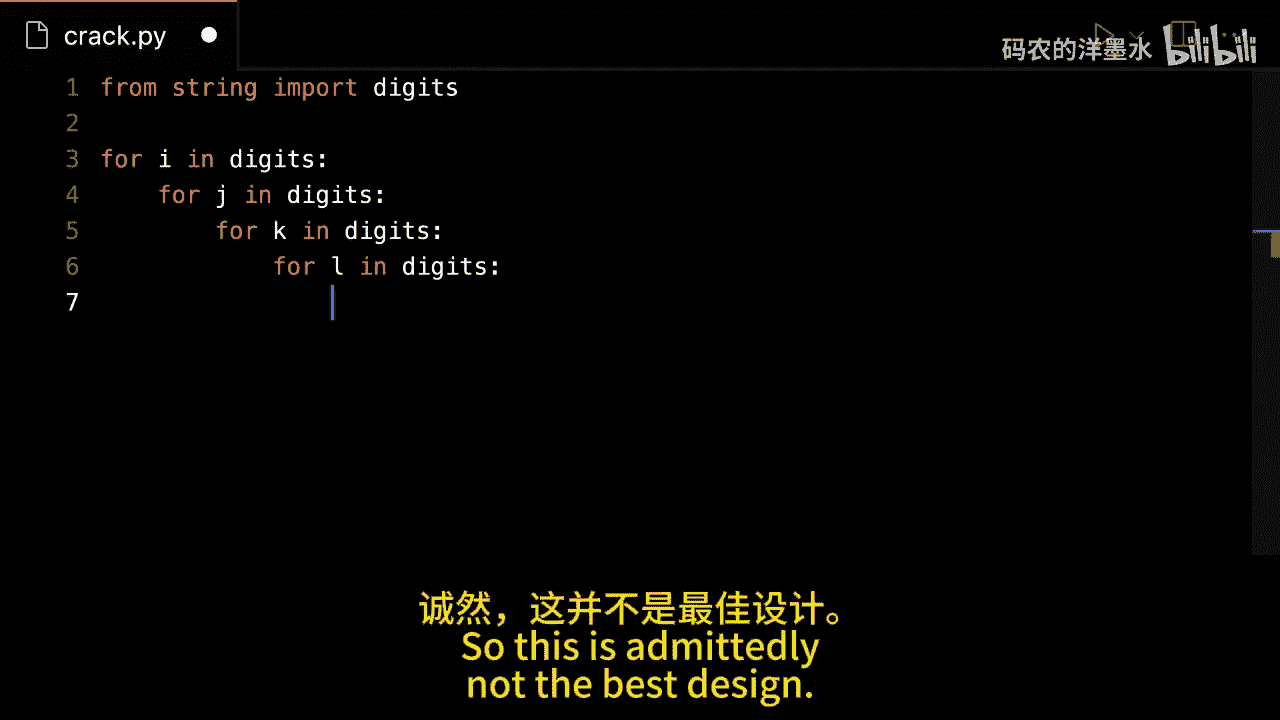 crack.py
码农的洋墨水 bilibili
1 from string import digits
2
3 for i in digits:
4     for j in digits:
5         for k in digits:
6             for l in digits:
7
诚然，这并不是最佳设计。
So this is admittedly
not the best design.